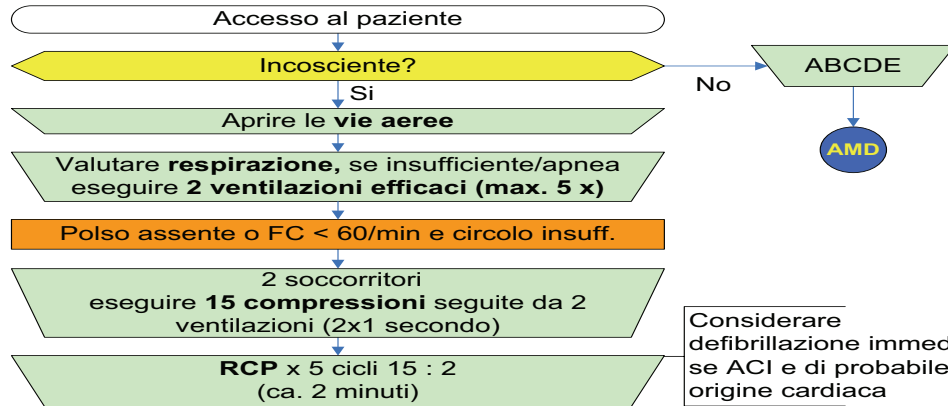 Accesso al paziente
Incosciente?
No
ABCDE
Si
Aprire le vie aeree
AMD
Valutare respirazione, se insufficiente/apnea
eseguire 2 ventilazioni efficaci (max. 5 x)
Polso assente o FC < 60/min e circolo insuff.
2 soccorritori
eseguire 15 compressioni seguite da 2
ventilazioni (2x1 secondo)
RCP x 5 cicli 15 : 2
(ca. 2 minuti)
Considerare
defibrillazione immed
se ACI e di probabile
origine cardiaca